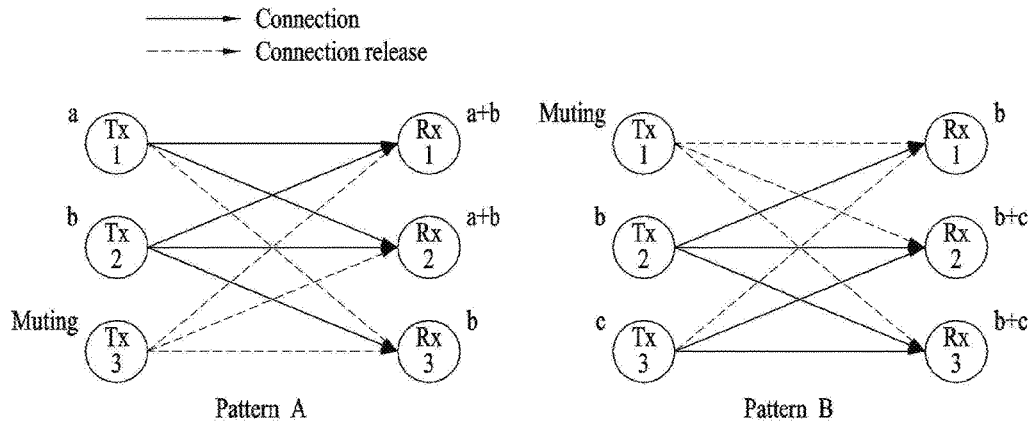 Connection
Connection release
a
Tx
1
a+b
Rx
1
b
Tx
2
a+b
Rx
2
Muting
Tx
3
b
Rx
3
Pattern A
Muting
Tx
1
b
Rx
1
b
Tx
2
b+c
Rx
2
c
Tx
3
b+c
Rx
3
Pattern B